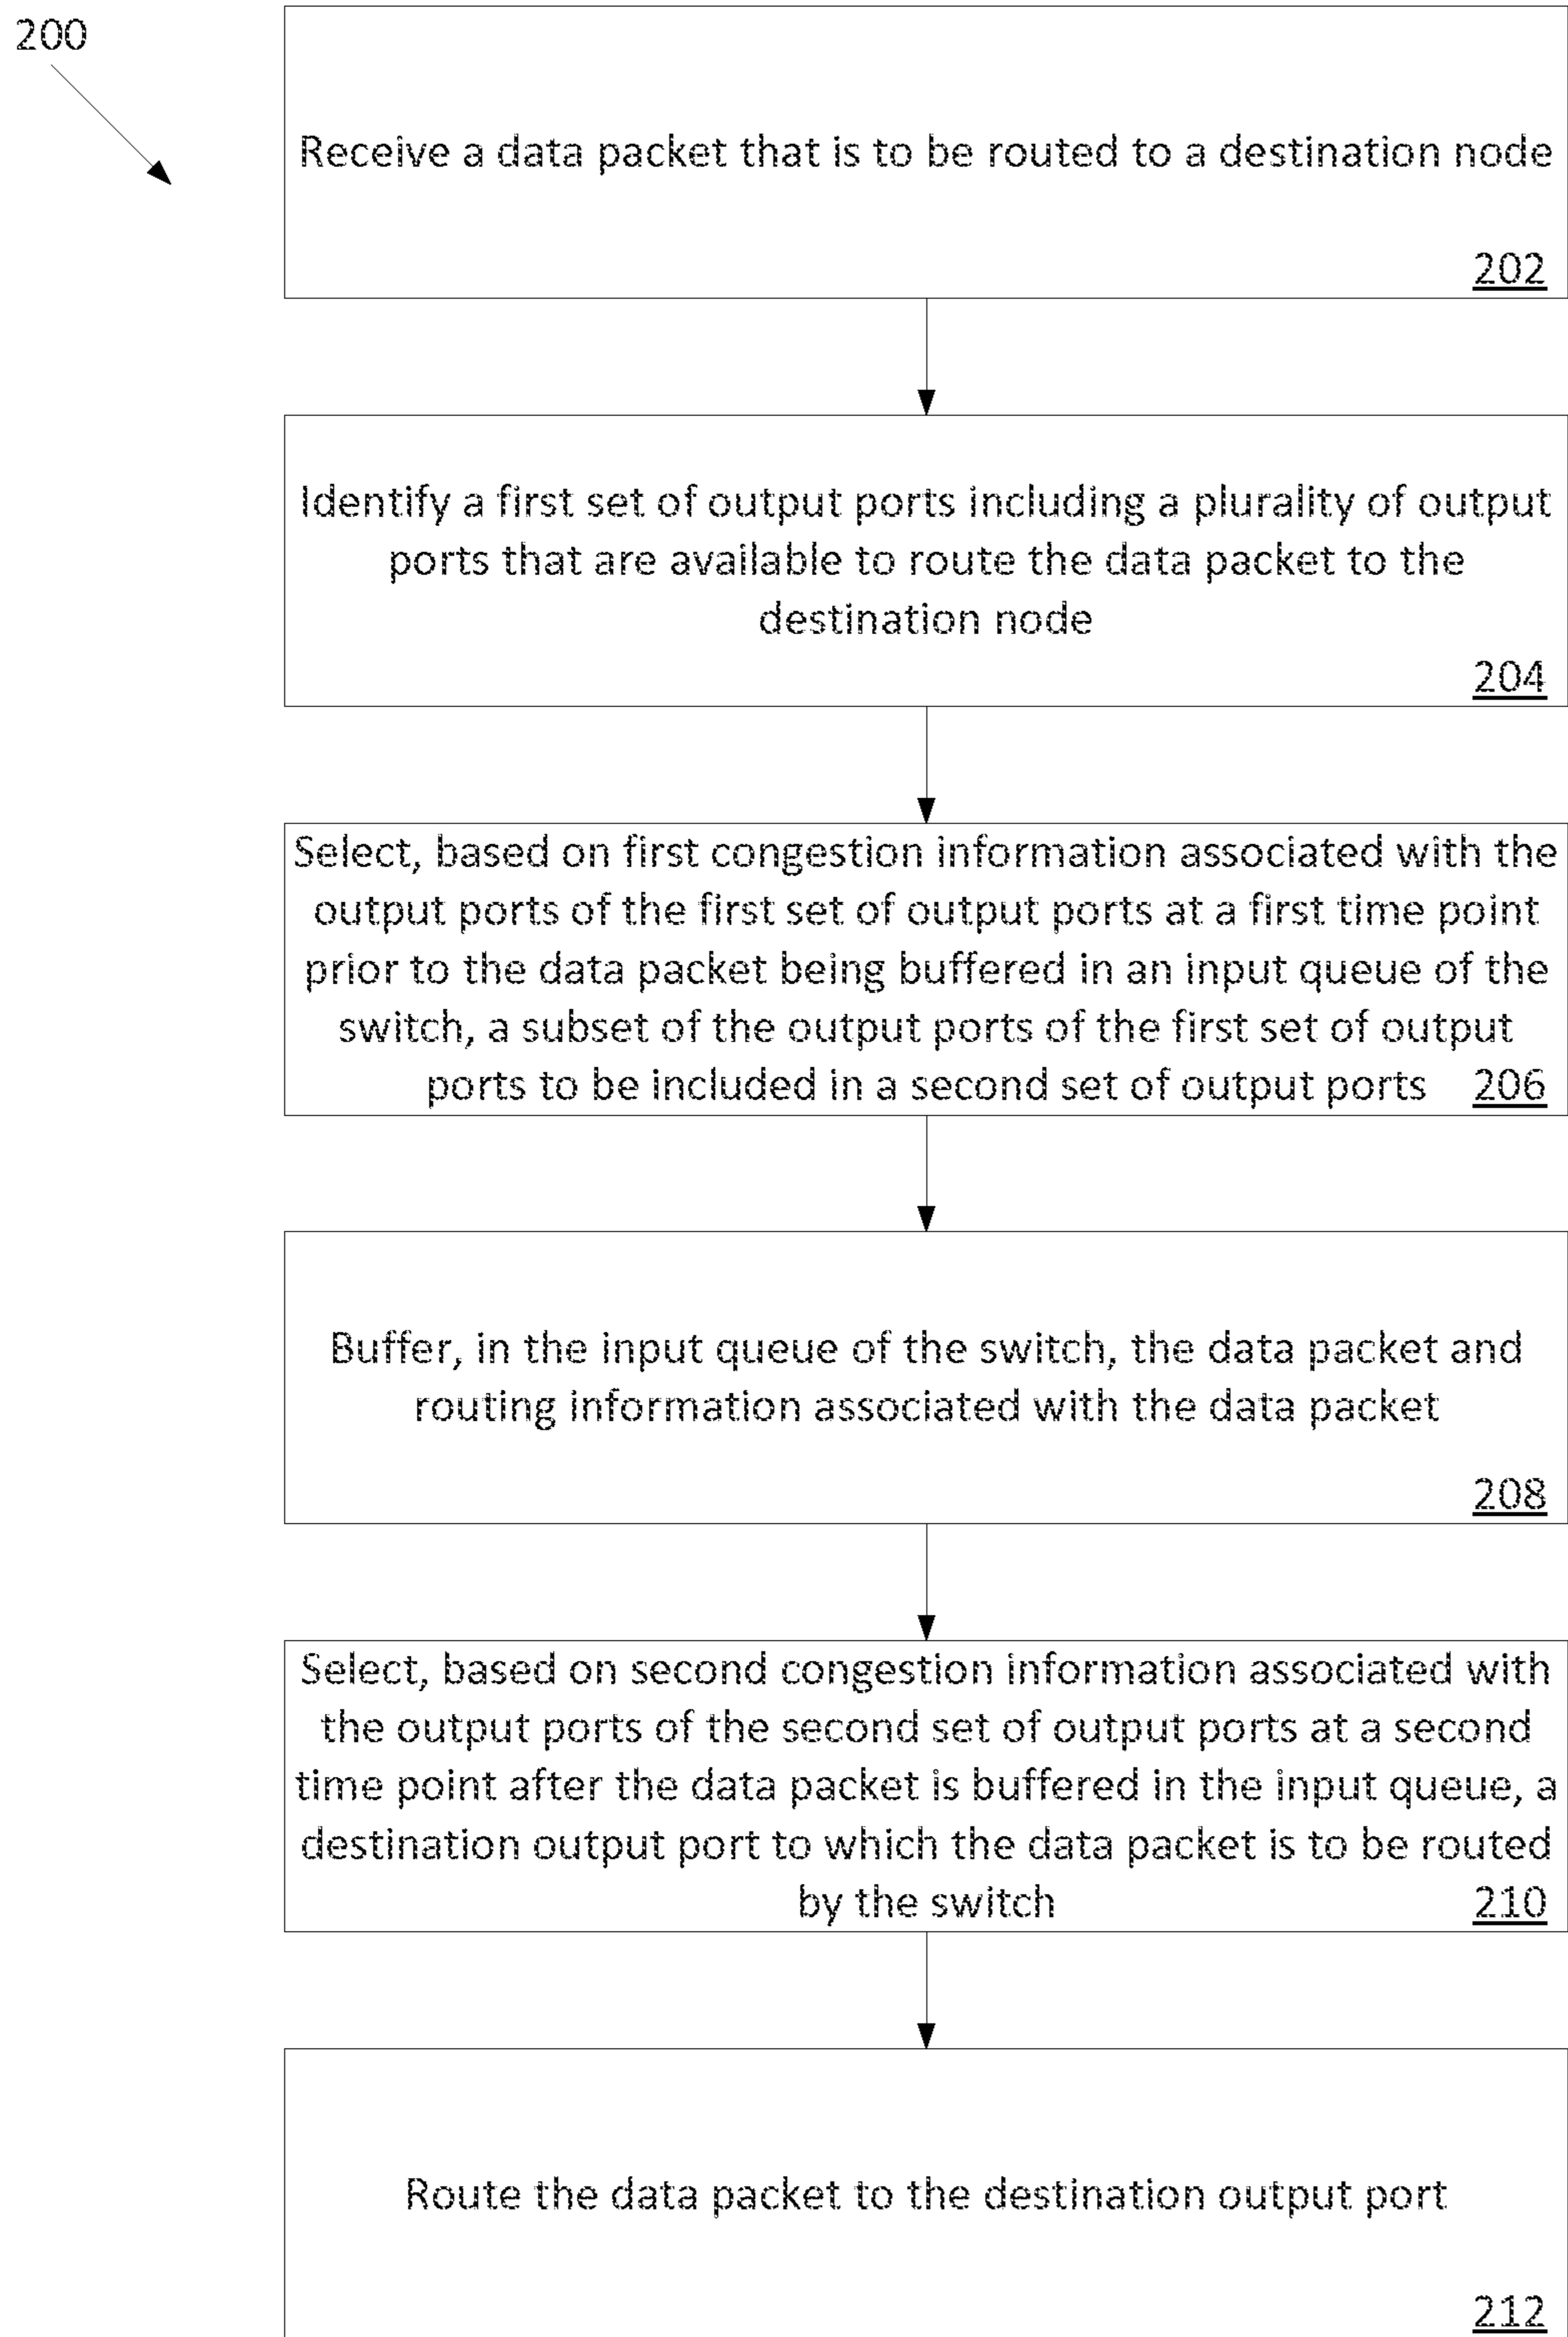 200
Receive a data packet that is to be routed to a destination node
202
Identify a first set of output ports including a plurality of output
ports that are available to route the data packet to the
destination node
204
Select, based on first congestion information associated with the
output ports of the first set of output ports at a first time point
prior to the data packet being buffered in an input queue of the
switch, a subset of the output ports of the first set of output
ports to be included in a second set of output ports 206
Buffer, in the input queue of the switch, the data packet and
routing information associated with the data packet
208
Select, based on second congestion information associated with
the output ports of the second set of output ports at a second
time point after the data packet is buffered in the input queue, a
destination output port to which the data packet is to be routed
by the switch 210
Route the data packet to the destination output port
212